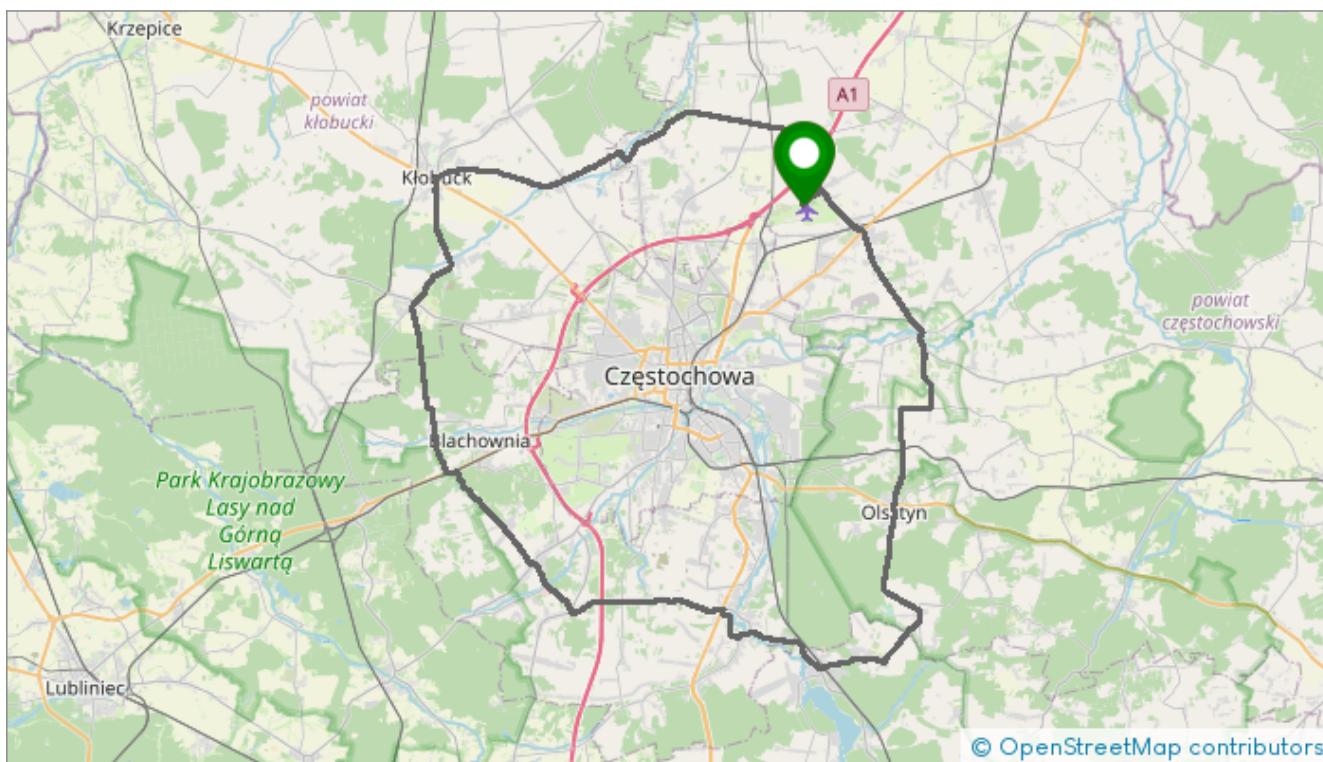 Krzepice
powiat
kłobucki
A1
Kłobuck
powiat
częstochowski
Częstochowa
Blachownia
Park Krajobrazowy
Lasy nad
Górną
Liswartą
Olsztyn
Lubliniec
© OpenStreetMap contributors